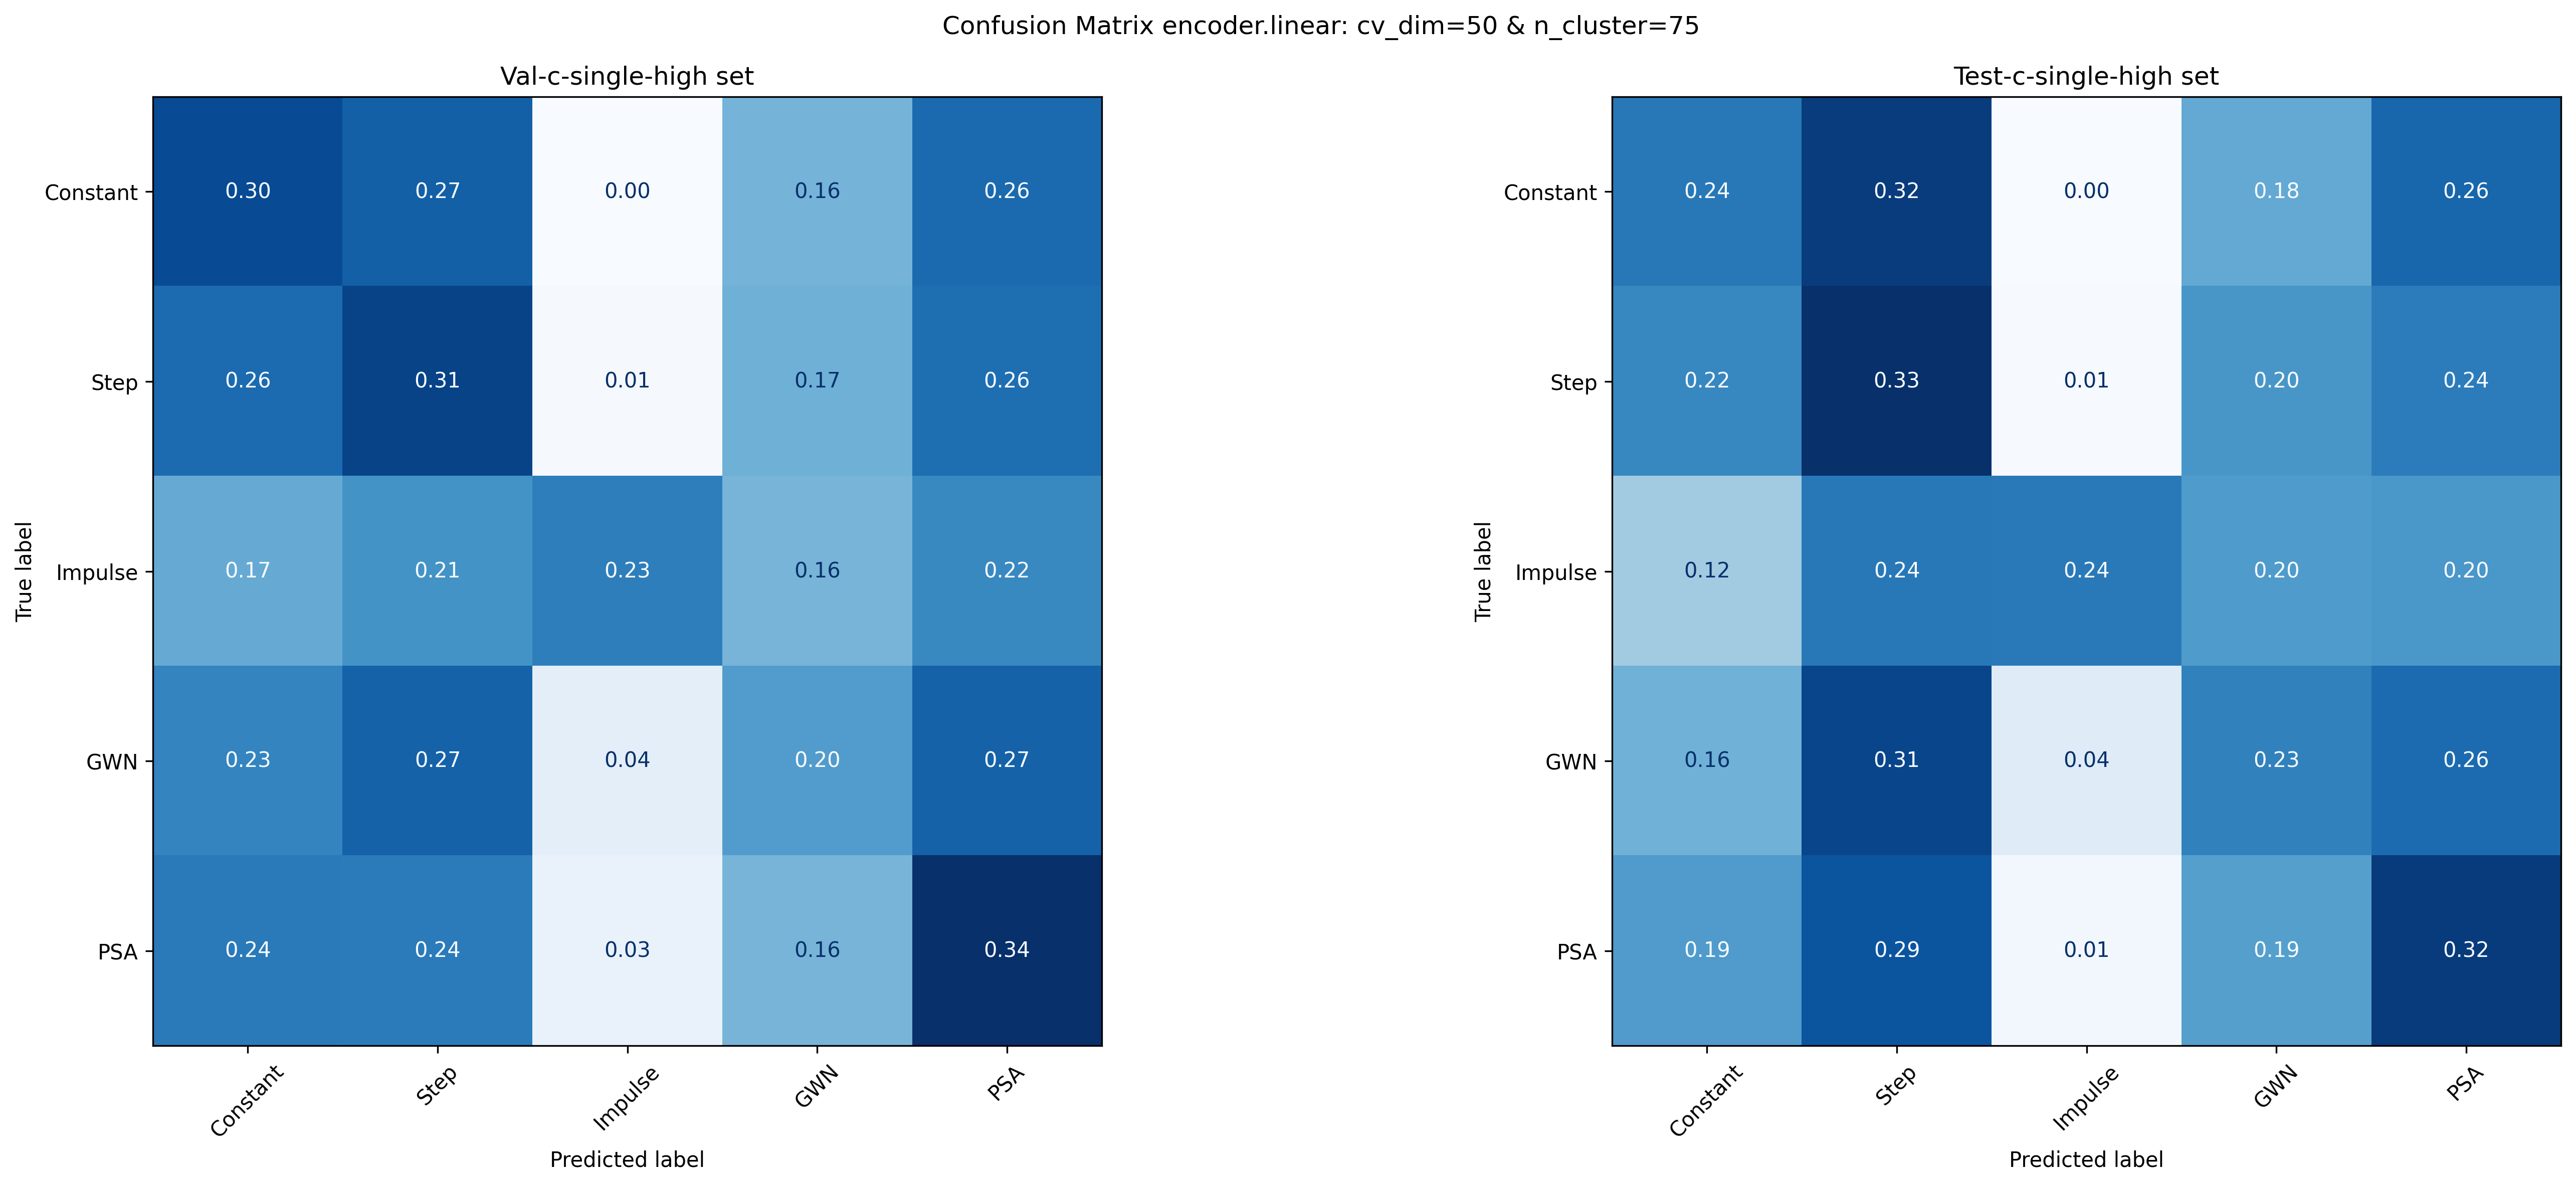 Confusion Matrix encoder.linear: cv_dim=50 & n_cluster=75
Val-c-single-high set
True label
Constant 0.30 0.27 0.00 0.16 0.26
Step 0.26 0.31 0.01 0.17 0.26
Impulse 0.17 0.21 0.23 0.16 0.22
GWN 0.23 0.27 0.04 0.20 0.27
PSA 0.24 0.24 0.03 0.16 0.34
Constant Step Impulse GWN PSA
Predicted label
Test-c-single-high set
True label
Constant 0.24 0.32 0.00 0.18 0.26
Step 0.22 0.33 0.01 0.20 0.24
Impulse 0.12 0.24 0.24 0.20 0.20
GWN 0.16 0.31 0.04 0.23 0.26
PSA 0.19 0.29 0.01 0.19 0.32
Constant Step Impulse GWN PSA
Predicted label